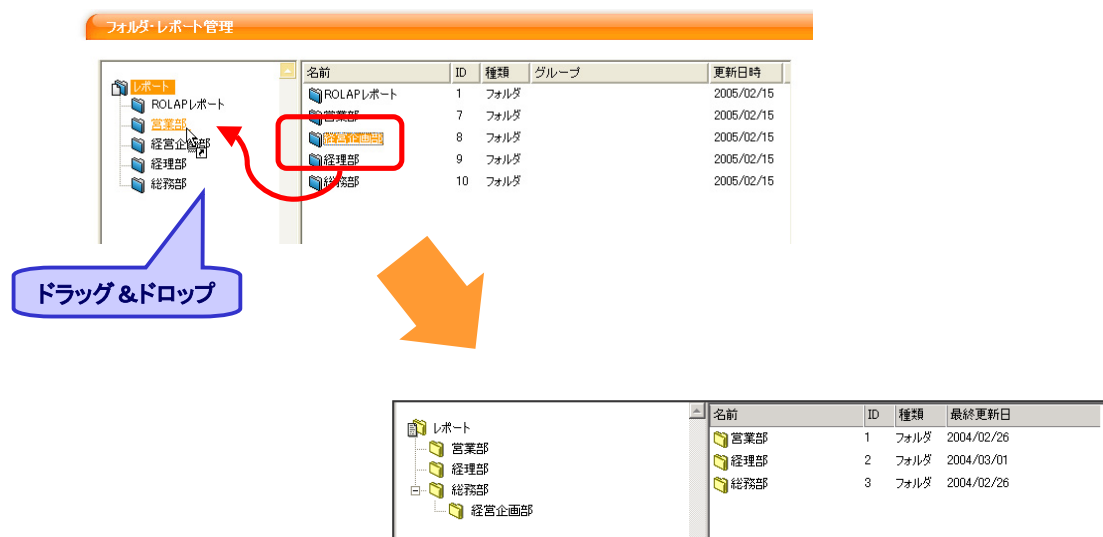 フォルダ・レポート管理
レポート
ROLAPレポート
営業部
経営企画部
経理部
総務部
名前 ID 種類 グループ 更新日時
ROLAPレポート 1 フォルダ 2005/02/15
営業部 7 フォルダ 2005/02/15
経営企画部 8 フォルダ 2005/02/15
経理部 9 フォルダ 2005/02/15
総務部 10 フォルダ 2005/02/15
ドラッグ&ドロップ
レポート
営業部
経理部
総務部
経営企画部
名前 ID 種類 最終更新日
営業部 1 フォルダ 2004/02/26
経理部 2 フォルダ 2004/03/01
総務部 3 フォルダ 2004/02/26